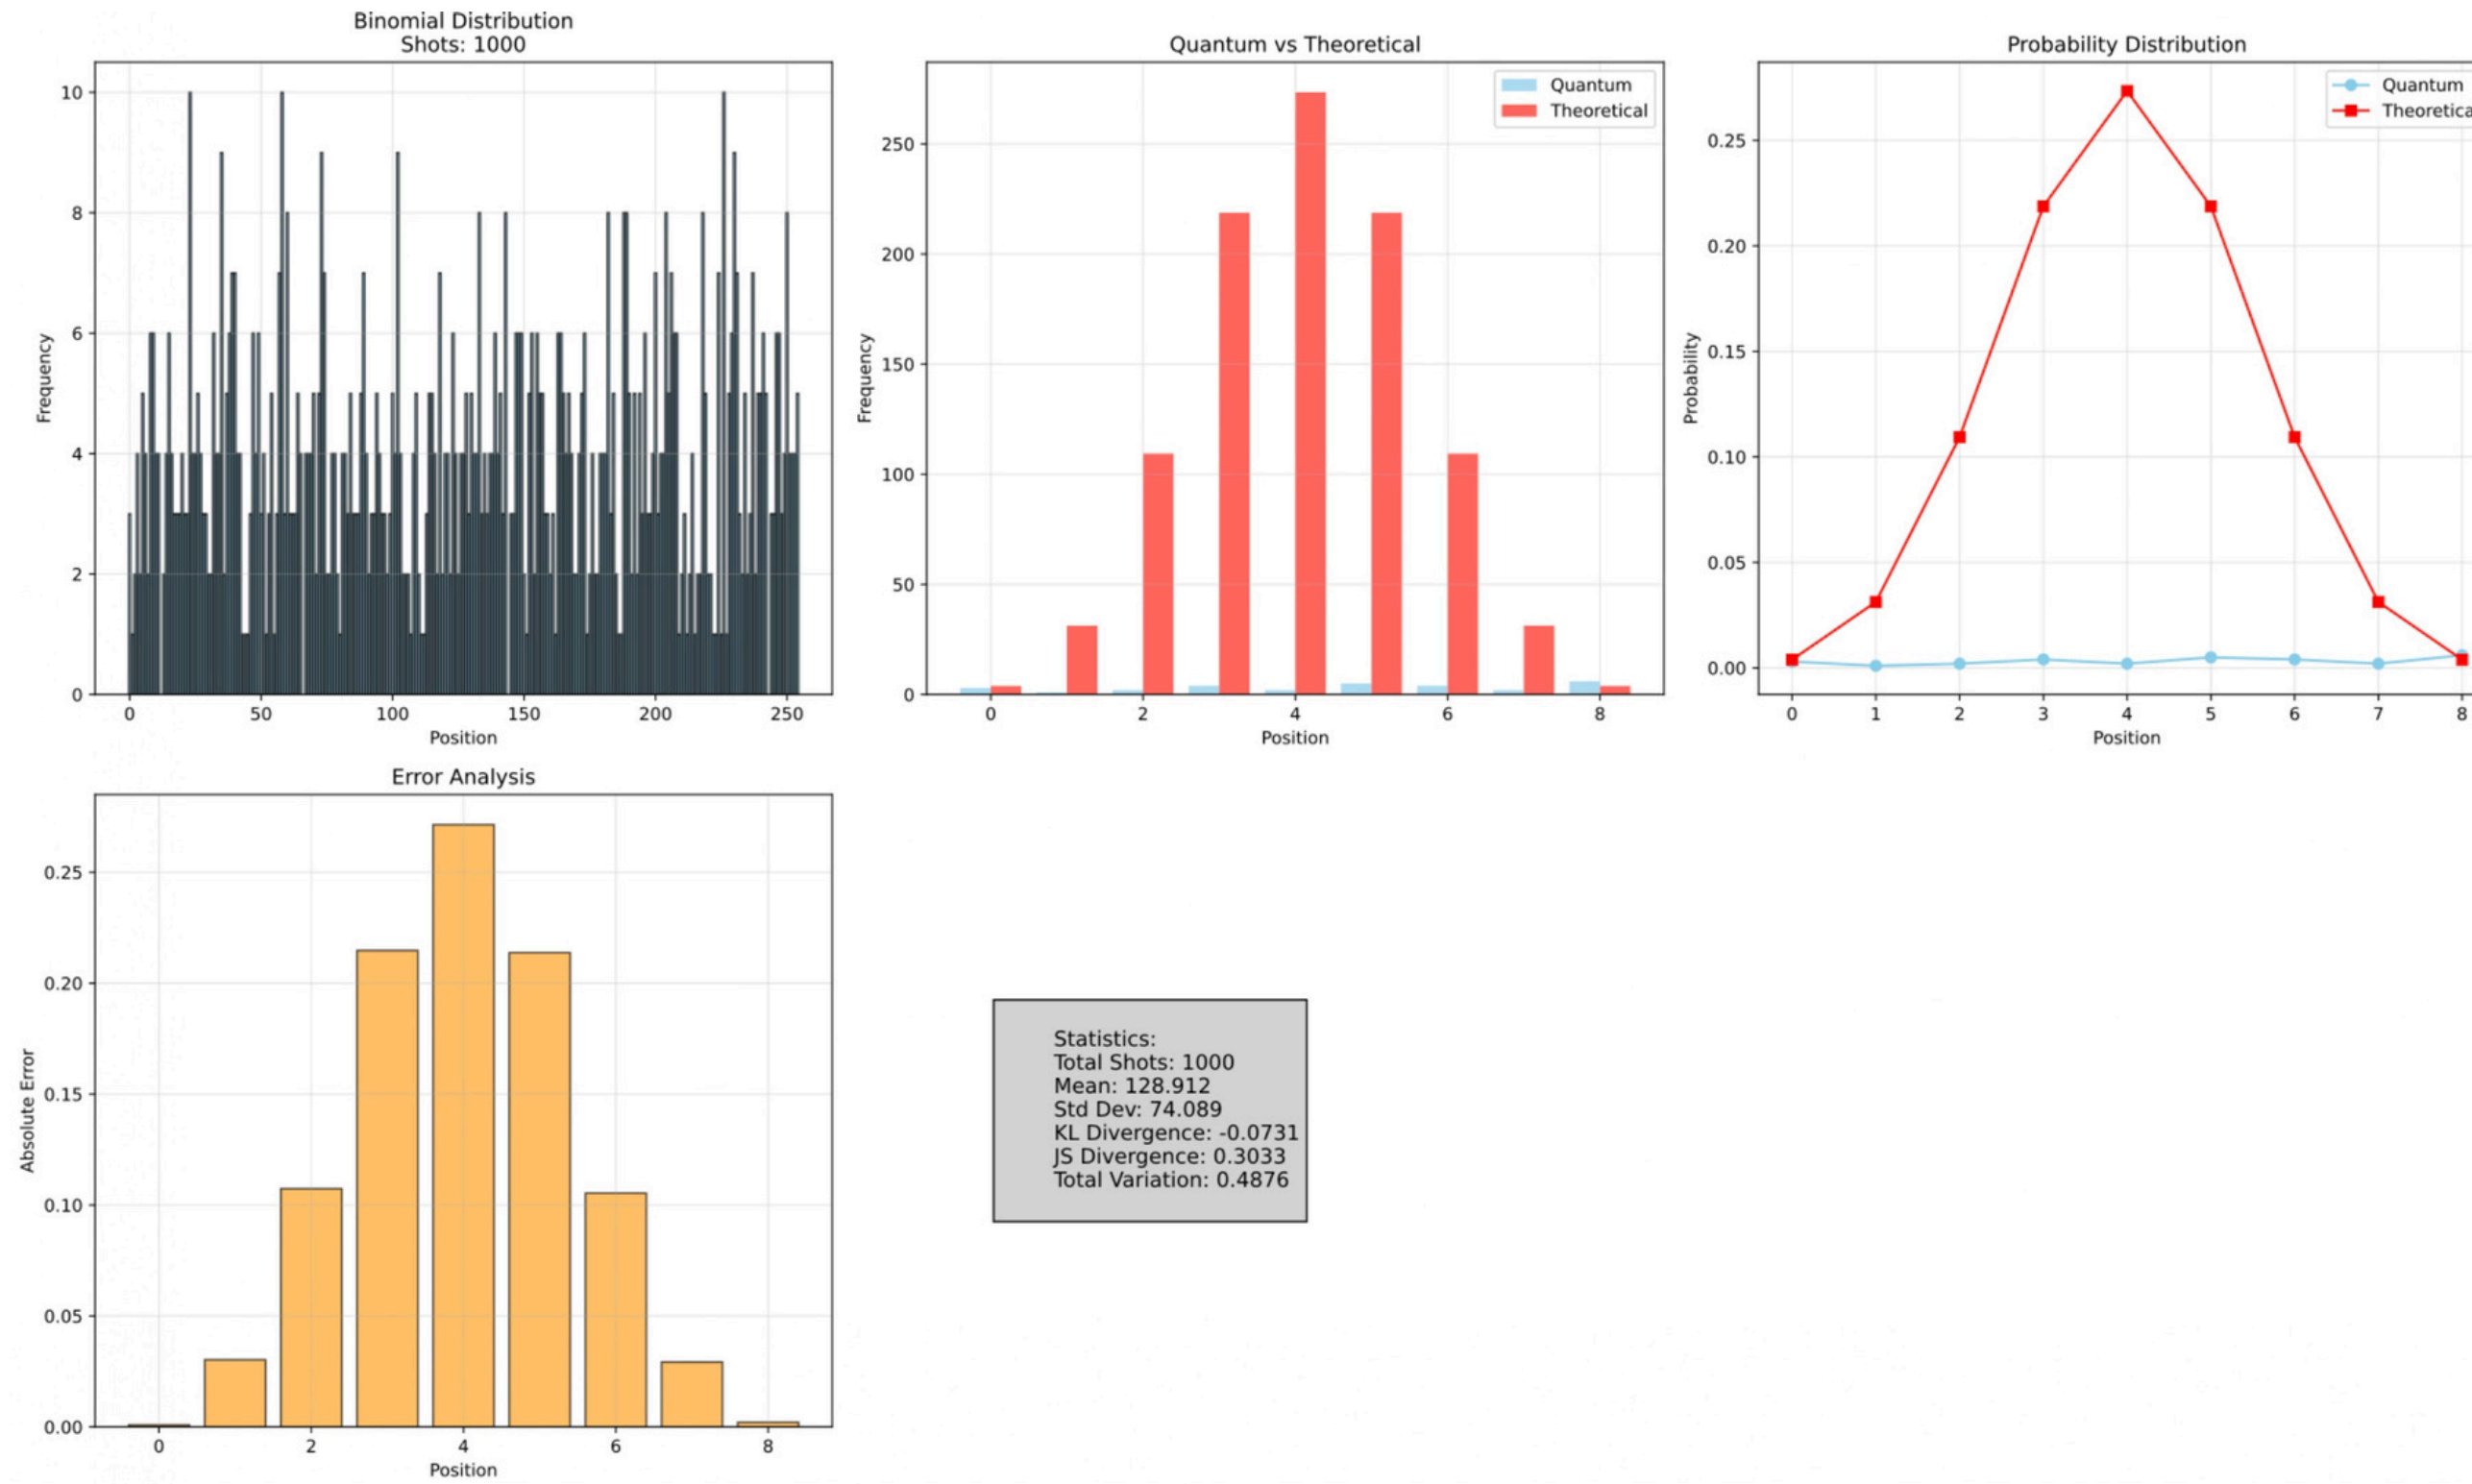 Binomial Distribution
Shots: 1000
10
8
6
4
2
0
Frequency
0 50 100 150 200 250
Position
Quantum vs Theoretical
Quantum
Theoretical
250
200
150
100
50
0
Frequency
0 2 4 6 8
Position
Probability Distribution
Quantum
Theoretica
0.25
0.20
0.15
0.10
0.05
0.00
Probability
0 1 2 3 4 5 6 7 8
Position
Error Analysis
0.25
0.20
0.15
0.10
0.05
0.00
Absolute Error
0 2 4 6 8
Position
Statistics:
Total Shots: 1000
Mean: 128.912
Std Dev: 74.089
KL Divergence: -0.0731
JS Divergence: 0.3033
Total Variation: 0.4876